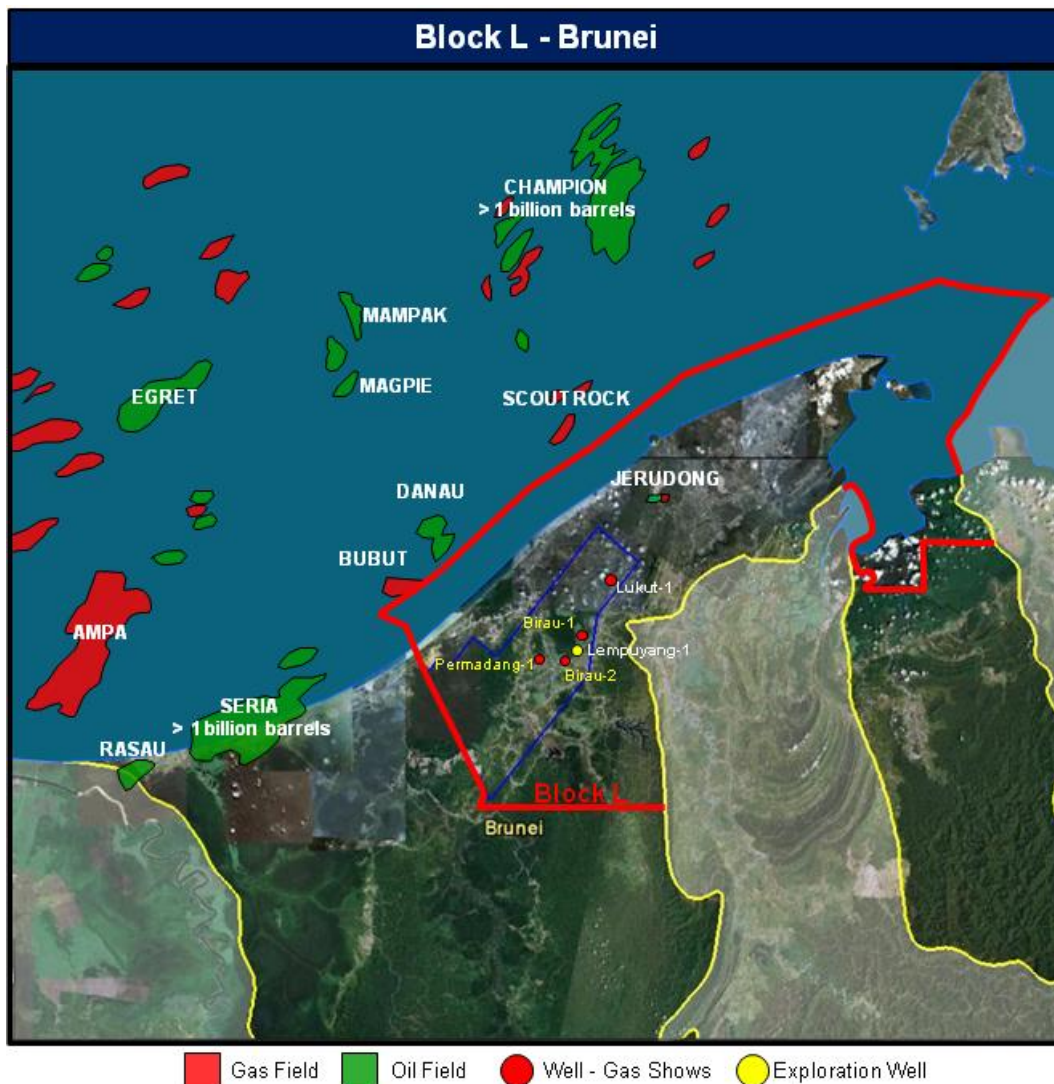 Block L - Brunei
CHAMPION
> 1 billion barrels
MAMPAK
MAGPIE
EGRET
SCOUTROCK
JERUDONG
DANAU
BUBUT
Lukut-1
AMPA
Birau-1
Lempuyang-1
Permadang-1
Birau-2
SERIA
> 1 billion barrels
RASAU
Block L
Brunei
Gas Field
Oil Field
Well - Gas Shows
Exploration Well